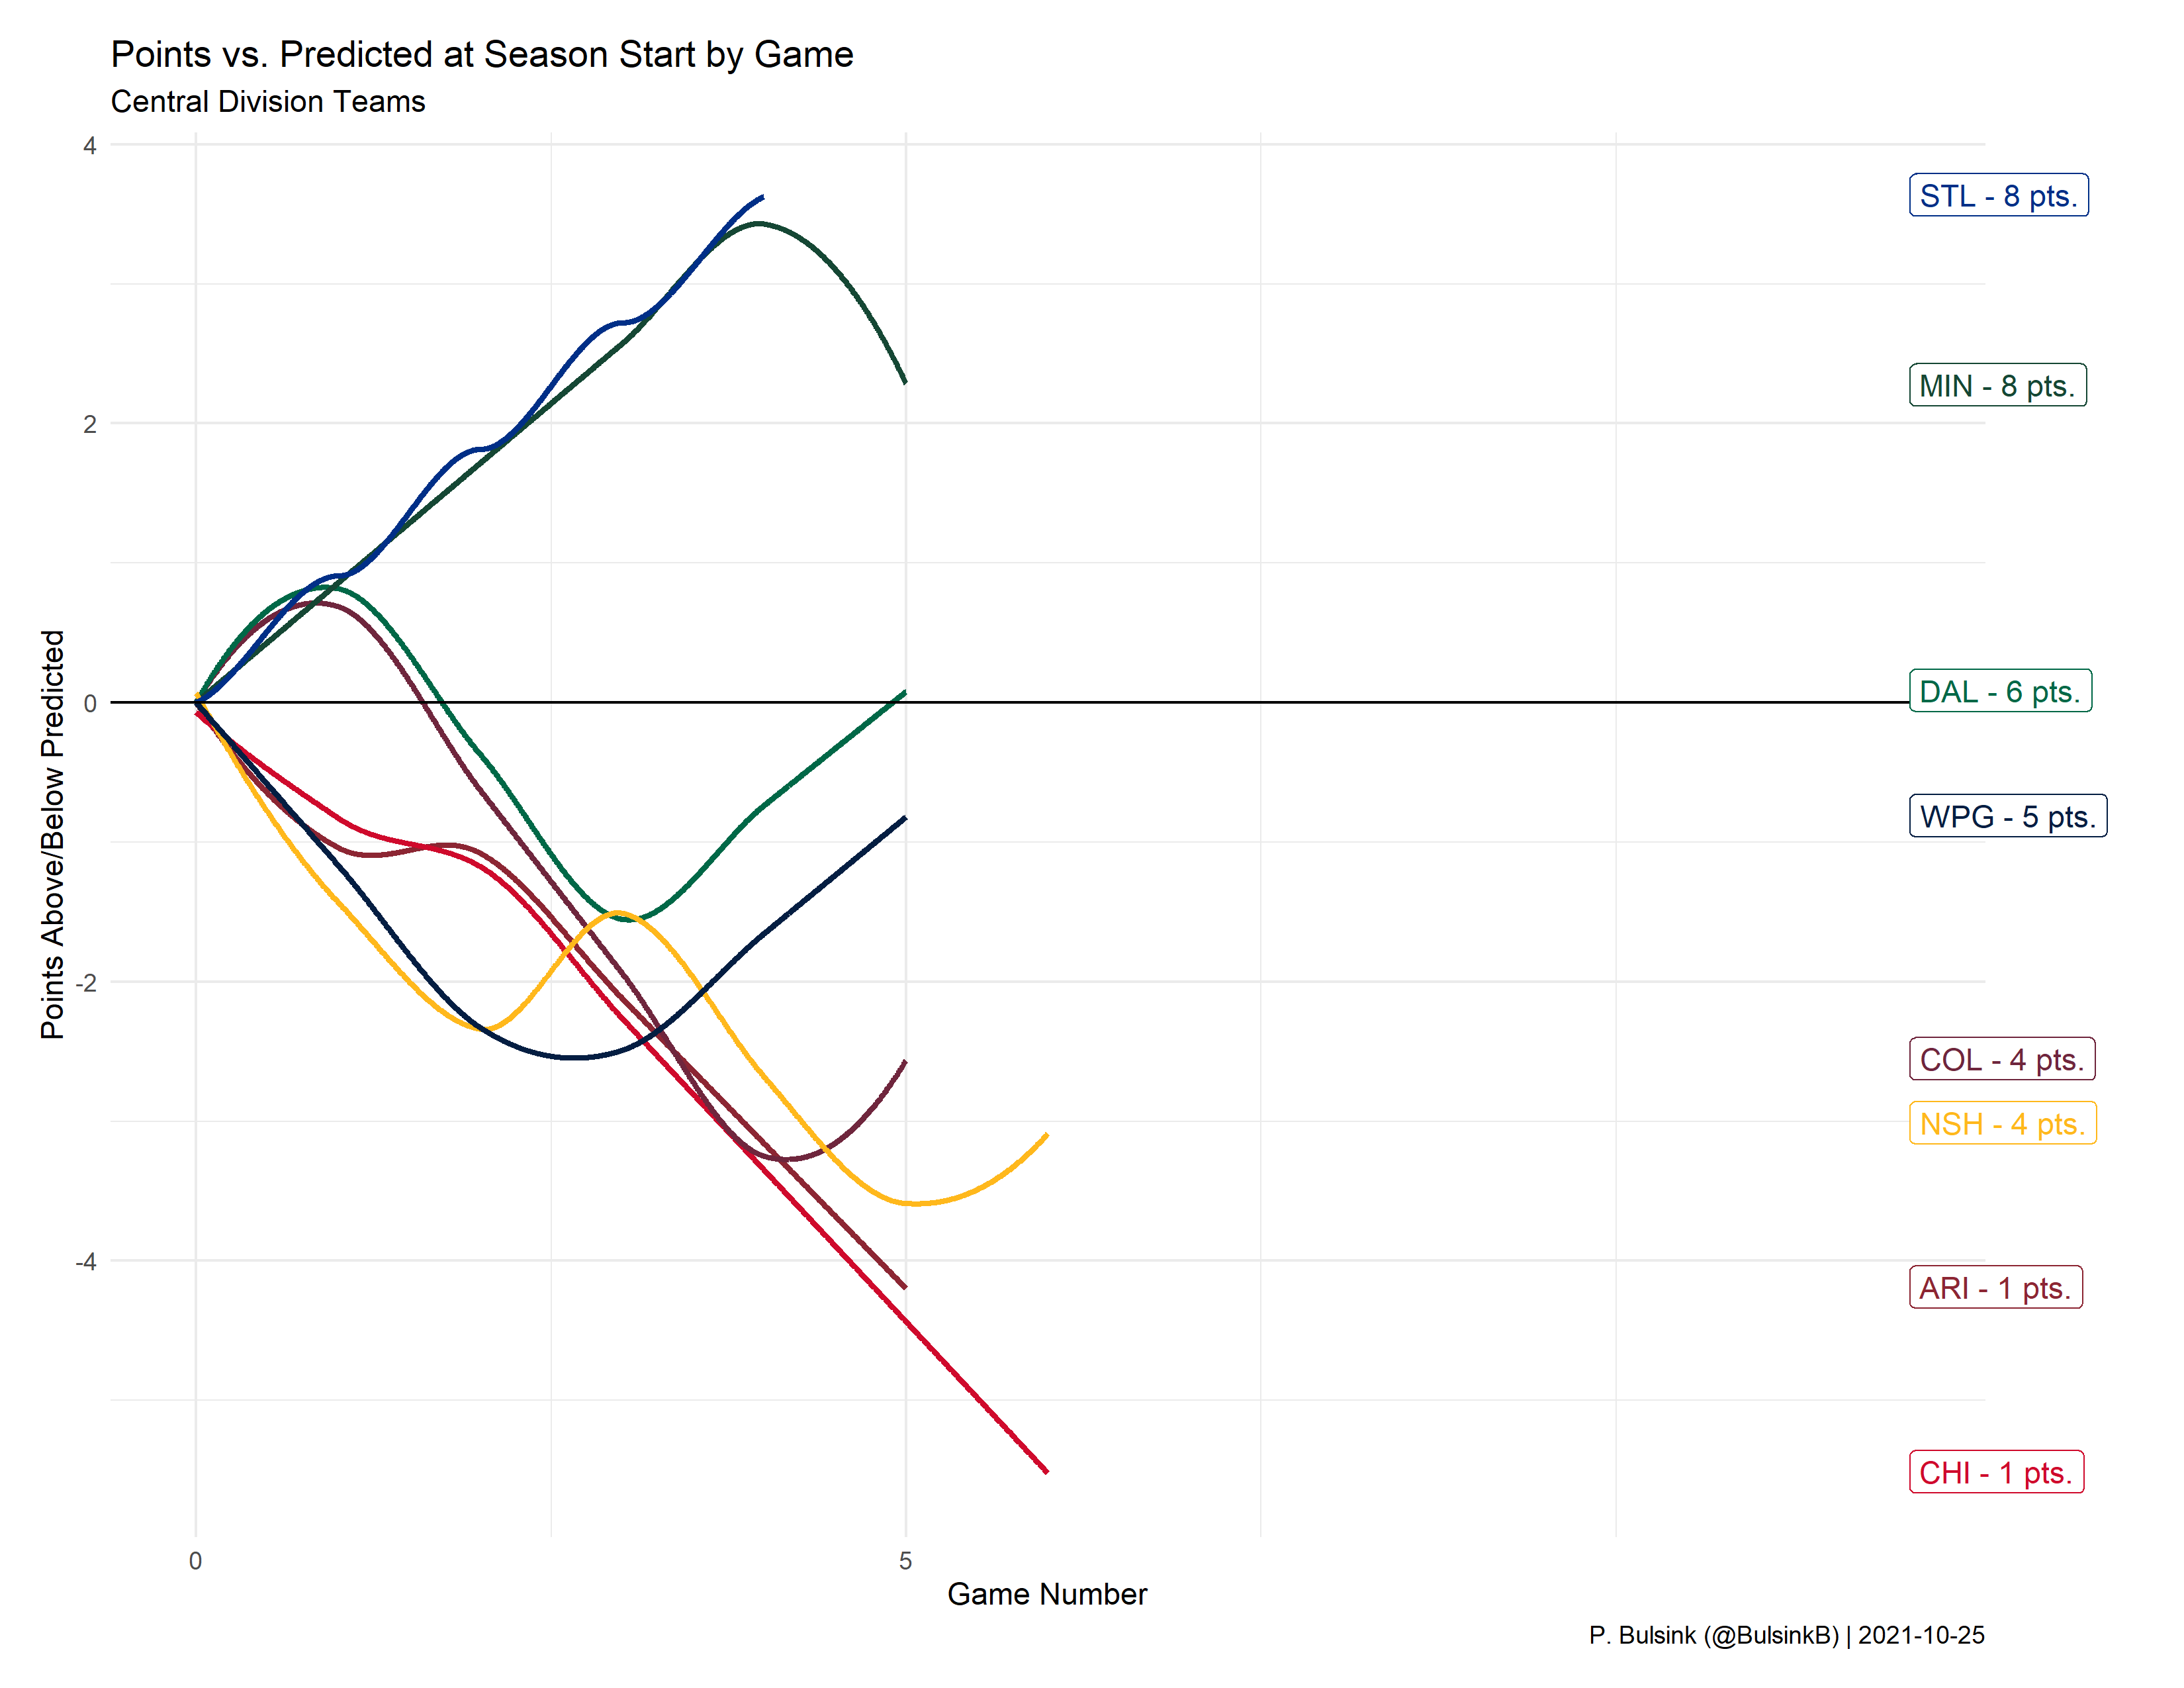 Points vs. Predicted at Season Start by Game
Central Division Teams
Points Above/Below Predicted
4
2
0
-2
-4
STL - 8 pts.
MIN - 8 pts.
DAL - 6 pts.
WPG - 5 pts.
COL - 4 pts.
NSH - 4 pts.
ARI - 1 pts.
CHI - 1 pts.
0
5
Game Number
P. Bulsink (@BulsinkB) | 2021-10-25